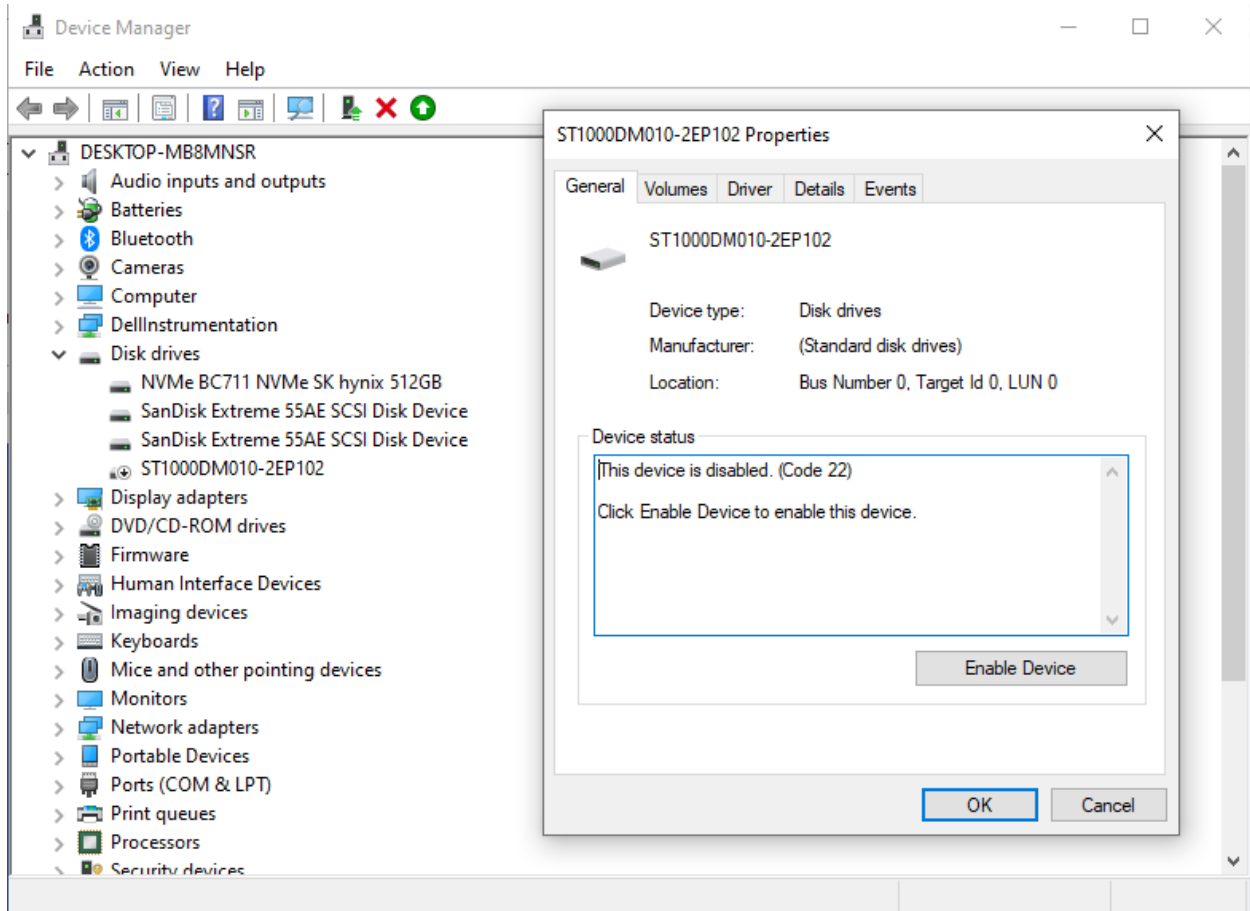 Device Manager
File Action View Help
DESKTOP-MB8MNSR
Audio inputs and outputs
Batteries
Bluetooth
Cameras
Computer
DellInstrumentation
Disk drives
NVMe BC711 NVMe SK hynix 512GB
SanDisk Extreme 55AE SCSI Disk Device
SanDisk Extreme 55AE SCSI Disk Device
ST1000DM010-2EP102
Display adapters
DVD/CD-ROM drives
Firmware
Human Interface Devices
Imaging devices
Keyboards
Mice and other pointing devices
Monitors
Network adapters
Portable Devices
Ports (COM & LPT)
Print queues
Processors
Security devices
ST1000DM010-2EP102 Properties
General Volumes Driver Details Events
ST1000DM010-2EP102
Device type: Disk drives
Manufacturer: (Standard disk drives)
Location: Bus Number 0, Target Id 0, LUN 0
Device status
This device is disabled. (Code 22)
Click Enable Device to enable this device.
Enable Device
OK Cancel